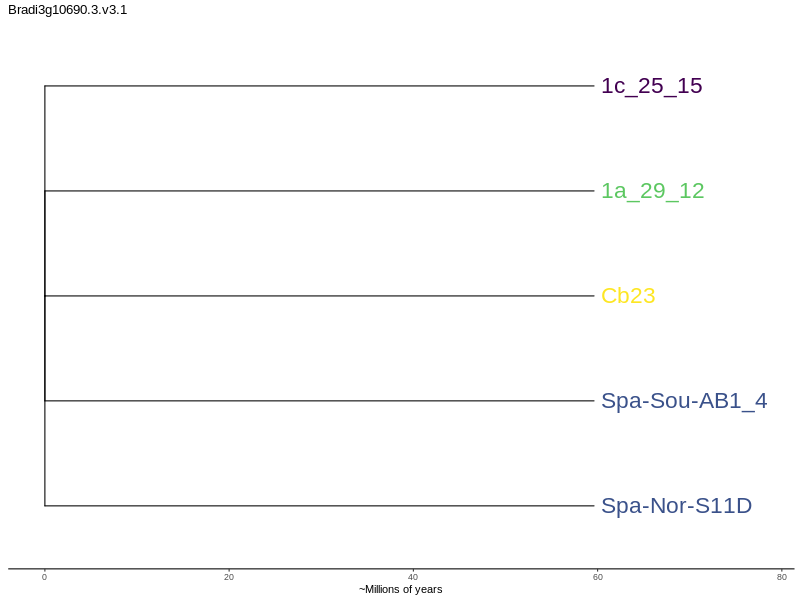 Bradi3g10690.3.v3.1
1c_25_15
1a_29_12
Cb23
Spa-Sou-AB1_4
Spa-Nor-S11D
0 20 40 60 80
~Millions of years